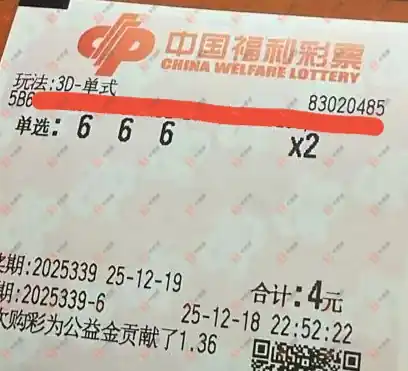 中国福利彩票
CHINA WELFARE LOTTERY
玩法:3D-单式
5B6 83020485
单选: 6 6 6 x2
奖期:2025339 25-12-19
期:2025339-6 25-12-18 22:52:22
合计:4元
次购彩为公益金贡献了1.36